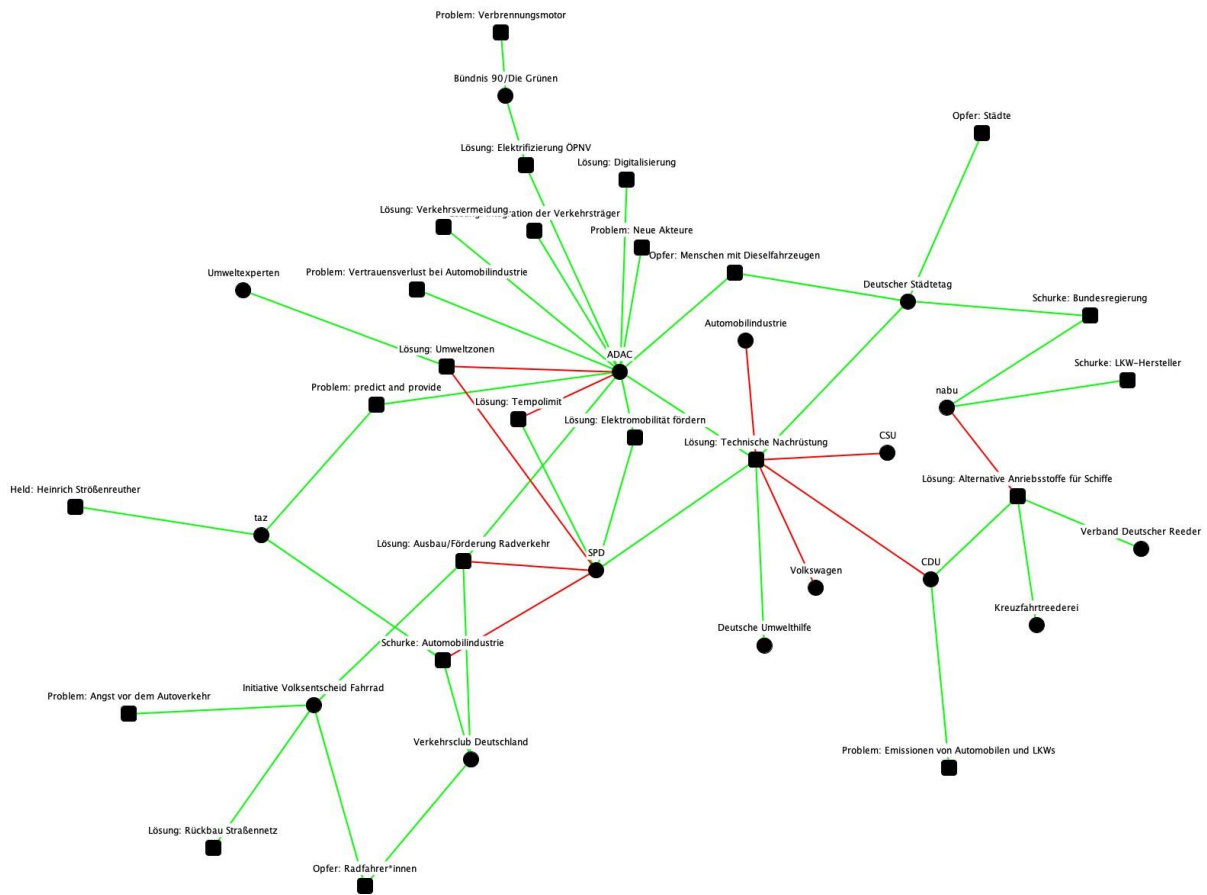 Problem: Verbrennungsmotor
Bündnis 90/Die Grünen
Opfer: Städte
Lösung: Elektrifizierung ÖPNV
Lösung: Digitalisierung
Lösung: Verkehrsvermeidung
der Verkehrsträger
Problem: Neue Akteure
Opfer: Menschen mit Dieselfahrzeugen
Umweltexperten
Problem: Vertrauensverlust bei Automobilindustrie
Deutscher Städtetag
Schurke: Bundesregierung
Automobilindustrie
Lösung: Umweltzonen
ADAC
Schurke: LKW-Hersteller
Problem: predict and provide
nabu
Lösung: Tempolimit
Lösung: Elektromobilität fördern
Lösung: Technische Nachrüstung
CSU
Lösung: Alternative Anriebsstoffe für Schiffe
Held: Heinrich Strößenreuther
taz
Verband Deutscher Reeder
Lösung: Ausbau/Förderung Radverkehr
SPD
CDU
Volkswagen
Kreuzfahrtreederei
Deutsche Umwelthilfe
Schurke: Automobilindustrie
Initiative Volksentscheid Fahrrad
Problem: Angst vor dem Autoverkehr
Verkehrsclub Deutschland
Problem: Emissionen von Automobilen und LKWs
Lösung: Rückbau Straßennetz
Opfer: Radfahrer*innen